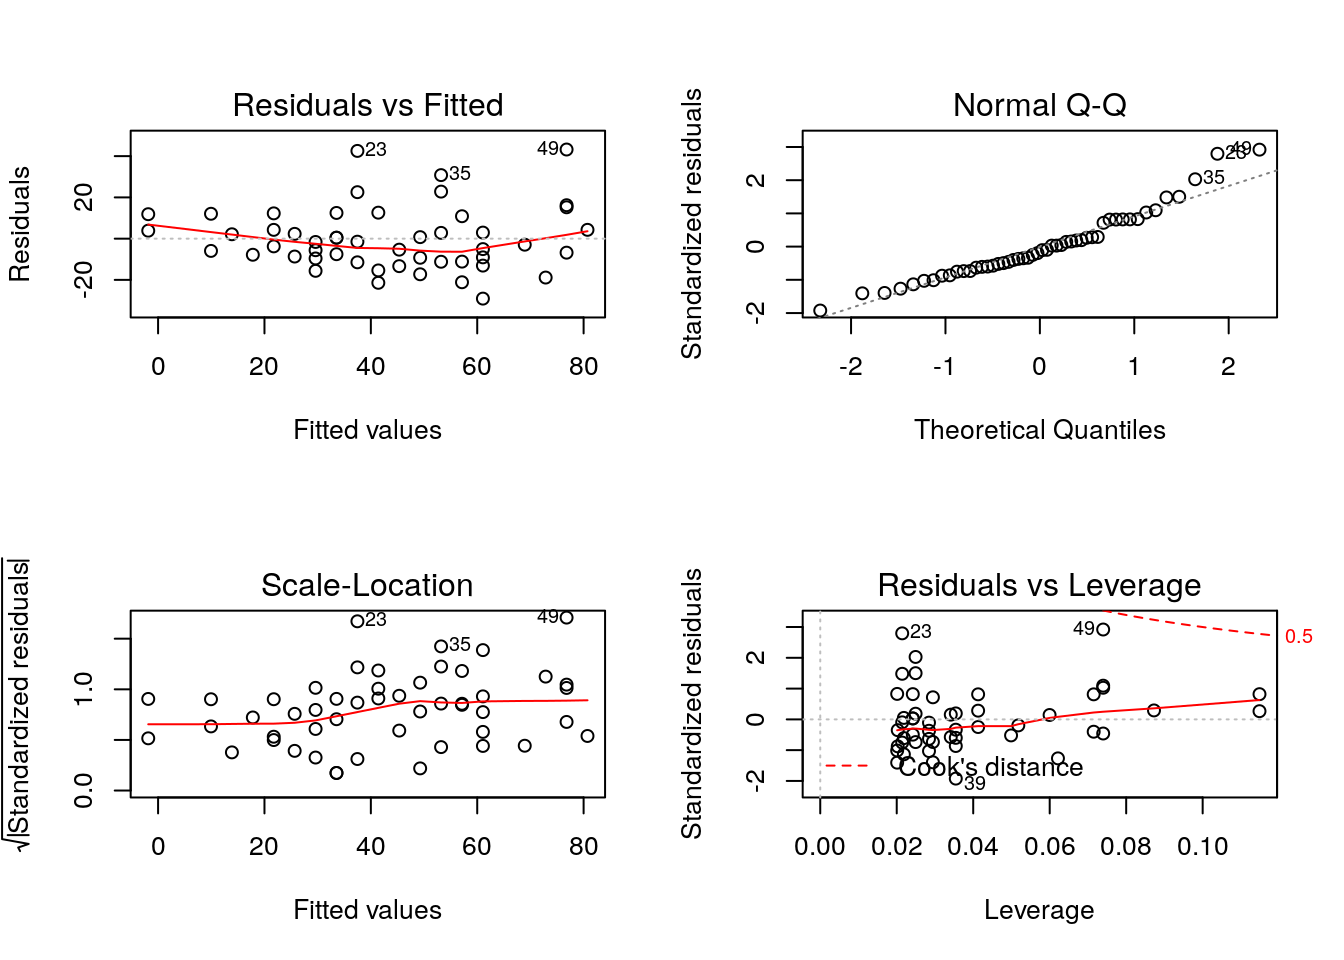 Residuals vs Fitted
Residuals
20
-20
23
35
49
0 20 40 60 80
Fitted values
Normal Q-Q
Standardized residuals
2
0
-2
49
23
35
-2 -1 0 1 2
Theoretical Quantiles
Scale-Location
√|Standardized residuals|
1.0
0.0
23
35
49
0 20 40 60 80
Fitted values
Residuals vs Leverage
Standardized residuals
2
0
-2
23
49
0.5
Cook's distance
39
0.00 0.02 0.04 0.06 0.08 0.10
Leverage